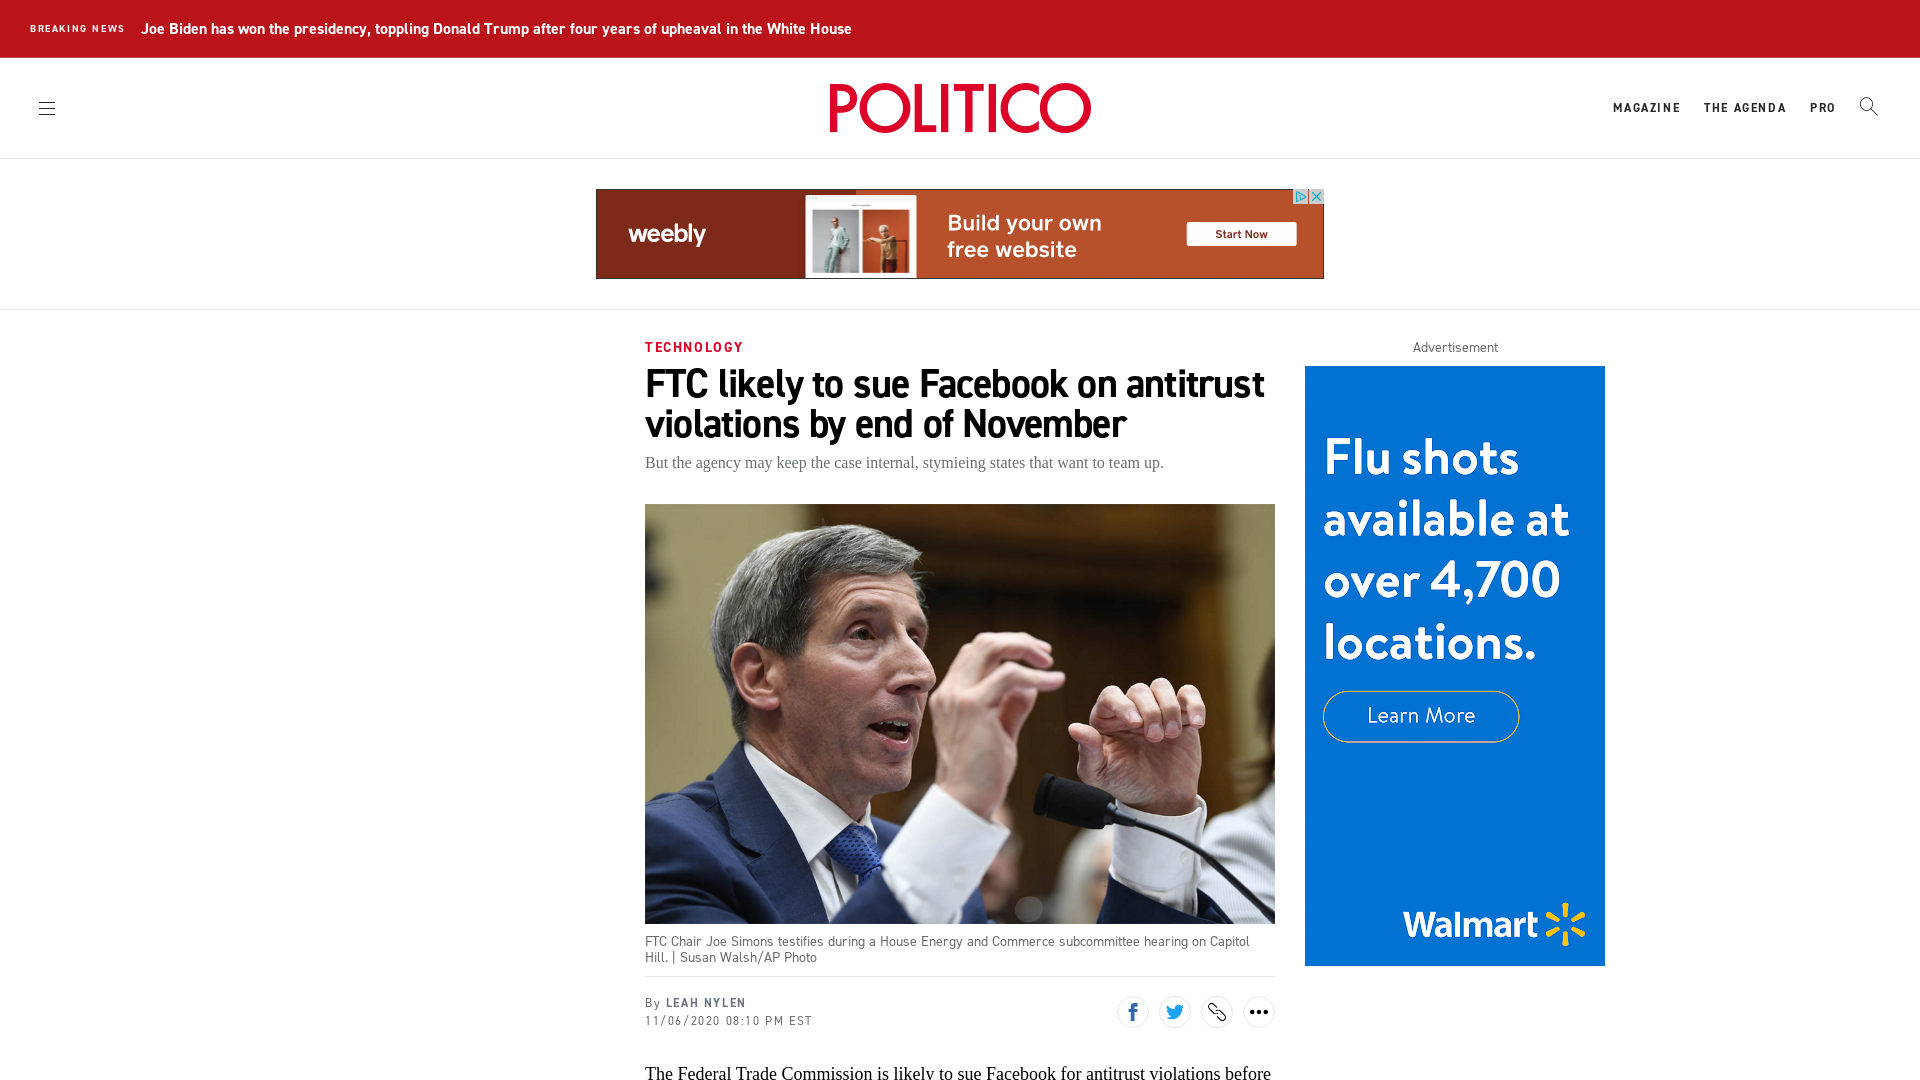 BREAKING NEWS
Joe Biden has won the presidency, toppling Donald Trump after four years of upheaval in the White House
POLITICO
MAGAZINE
THE AGENDA
PRO
weebly
Build your own
free website
Start Now
TECHNOLOGY
FTC likely to sue Facebook on antitrust
violations by end of November
But the agency may keep the case internal, stymieing states that want to team up.
FTC Chair Joe Simons testifies during a House Energy and Commerce subcommittee hearing on Capitol
Hill. | Susan Walsh/AP Photo
By LEAH NYLEN
11/06/2020 08:10 PM EST
The Federal Trade Commission is likely to sue Facebook for antitrust violations before
Advertisement
Flu shots
available at
over 4,700
locations.
Learn More
Walmart